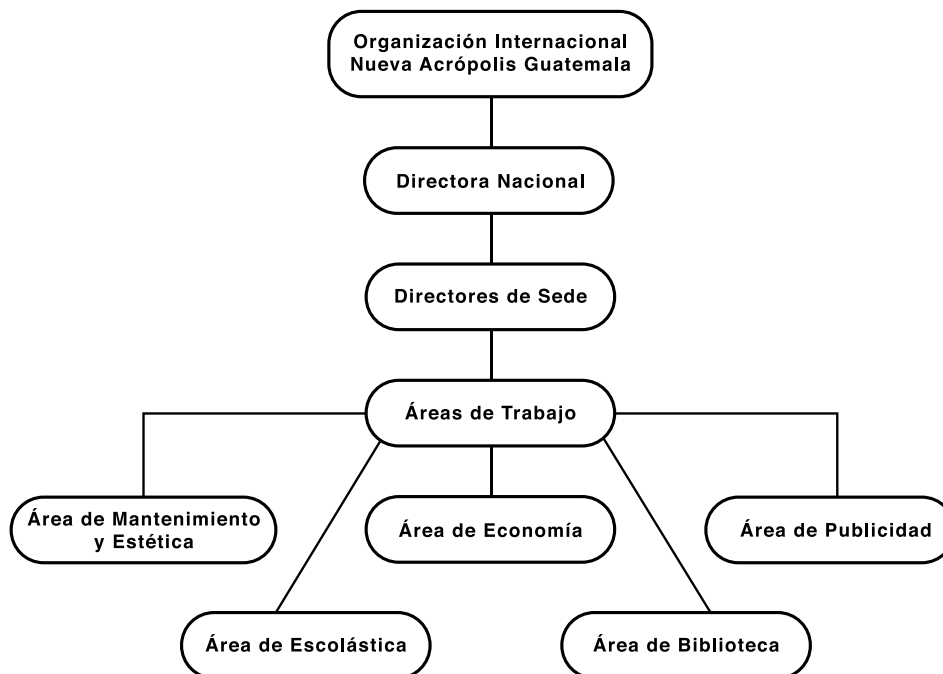 Organización Internacional
Nueva Acrópolis Guatemala
Directora Nacional
Directores de Sede
Áreas de Trabajo
Área de Mantenimiento
y Estética
Área de Economía
Área de Publicidad
Área de Escolástica
Área de Biblioteca